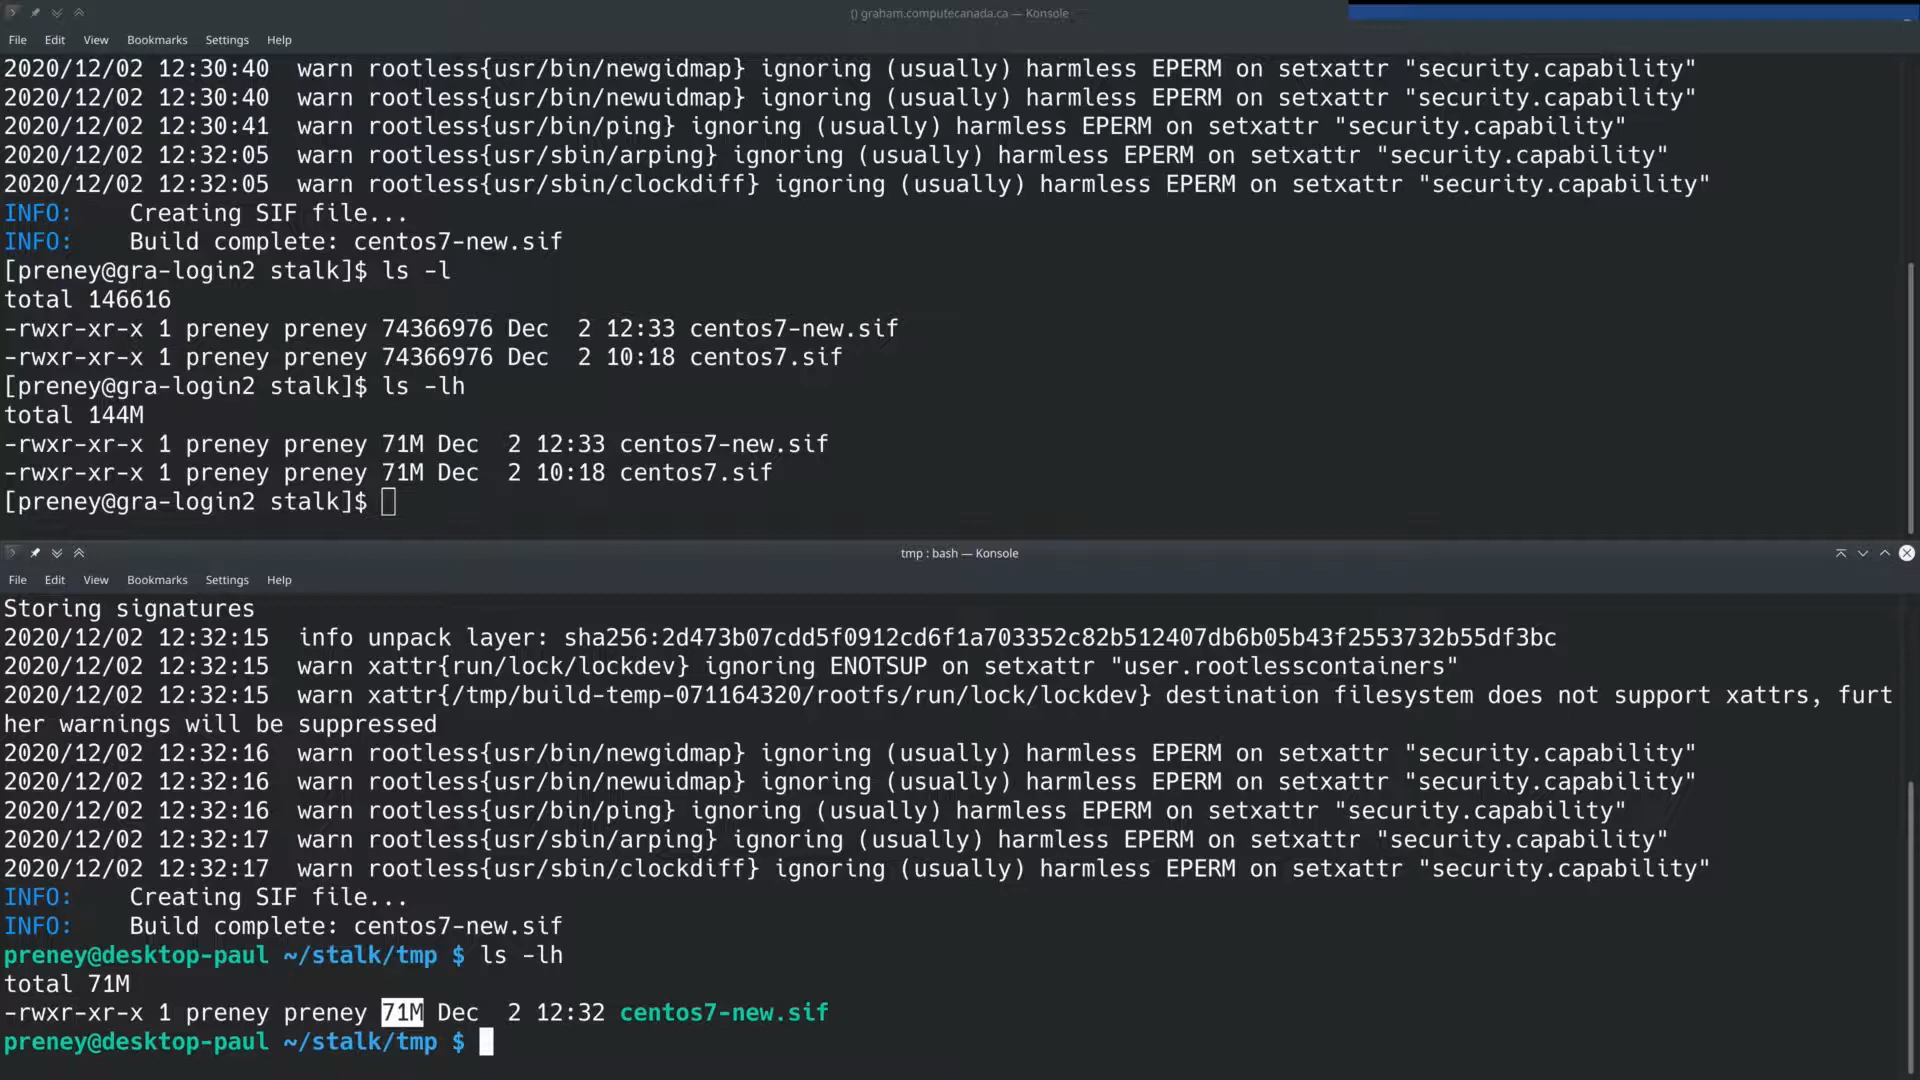 () graham.computecanada.ca — Konsole
File Edit View Bookmarks Settings Help
2020/12/02 12:30:40  warn rootless{usr/bin/newgidmap} ignoring (usually) harmless EPERM on setxattr "security.capability"
2020/12/02 12:30:40  warn rootless{usr/bin/newuidmap} ignoring (usually) harmless EPERM on setxattr "security.capability"
2020/12/02 12:30:41  warn rootless{usr/bin/ping} ignoring (usually) harmless EPERM on setxattr "security.capability"
2020/12/02 12:32:05  warn rootless{usr/sbin/arping} ignoring (usually) harmless EPERM on setxattr "security.capability"
2020/12/02 12:32:05  warn rootless{usr/sbin/clockdiff} ignoring (usually) harmless EPERM on setxattr "security.capability"
INFO:    Creating SIF file...
INFO:    Build complete: centos7-new.sif
[preney@gra-login2 stalk]$ ls -l
total 146616
-rwxr-xr-x 1 preney preney 74366976 Dec  2 12:33 centos7-new.sif
-rwxr-xr-x 1 preney preney 74366976 Dec  2 10:18 centos7.sif
[preney@gra-login2 stalk]$ ls -lh
total 144M
-rwxr-xr-x 1 preney preney 71M Dec  2 12:33 centos7-new.sif
-rwxr-xr-x 1 preney preney 71M Dec  2 10:18 centos7.sif
[preney@gra-login2 stalk]$
tmp : bash — Konsole
File Edit View Bookmarks Settings Help
Storing signatures
2020/12/02 12:32:15  info unpack layer: sha256:2d473b07cdd5f0912cd6f1a703352c82b512407db6b05b43f2553732b55df3bc
2020/12/02 12:32:15  warn xattr{run/lock/lockdev} ignoring ENOTSUP on setxattr "user.rootlesscontainers"
2020/12/02 12:32:15  warn xattr{/tmp/build-temp-071164320/rootfs/run/lock/lockdev} destination filesystem does not support xattrs, furt
her warnings will be suppressed
2020/12/02 12:32:16  warn rootless{usr/bin/newgidmap} ignoring (usually) harmless EPERM on setxattr "security.capability"
2020/12/02 12:32:16  warn rootless{usr/bin/newuidmap} ignoring (usually) harmless EPERM on setxattr "security.capability"
2020/12/02 12:32:16  warn rootless{usr/bin/ping} ignoring (usually) harmless EPERM on setxattr "security.capability"
2020/12/02 12:32:17  warn rootless{usr/sbin/arping} ignoring (usually) harmless EPERM on setxattr "security.capability"
2020/12/02 12:32:17  warn rootless{usr/sbin/clockdiff} ignoring (usually) harmless EPERM on setxattr "security.capability"
INFO:    Creating SIF file...
INFO:    Build complete: centos7-new.sif
preney@desktop-paul ~/stalk/tmp $ ls -lh
total 71M
-rwxr-xr-x 1 preney preney 71M Dec  2 12:32 centos7-new.sif
preney@desktop-paul ~/stalk/tmp $